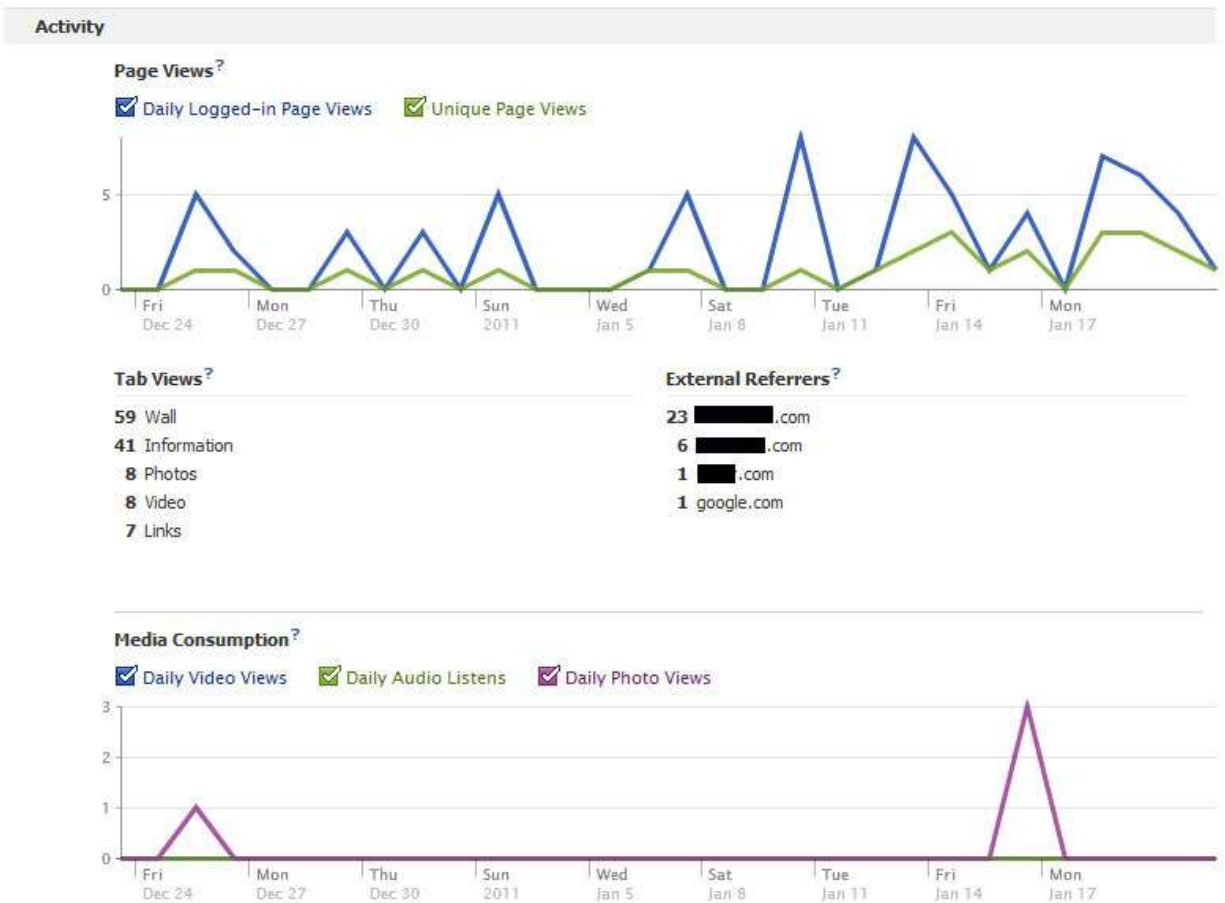 Activity
Page Views?
Daily Logged-in Page Views Unique Page Views
5
0
Fri Mon Thu Sun Wed Sat Tue Fri Mon
Dec 24 Dec 27 Dec 30 2011 Jan 5 Jan 8 Jan 11 Jan 14 Jan 17
Tab Views?
59 Wall
41 Information
8 Photos
8 Video
7 Links
External Referrers?
23 .com
6 .com
1 .com
1 google.com
Media Consumption?
Daily Video Views Daily Audio Listens Daily Photo Views
3
2
1
0
Fri Mon Thu Sun Wed Sat Tue Fri Mon
Dec 24 Dec 27 Dec 30 2011 Jan 5 Jan 8 Jan 11 Jan 14 Jan 17